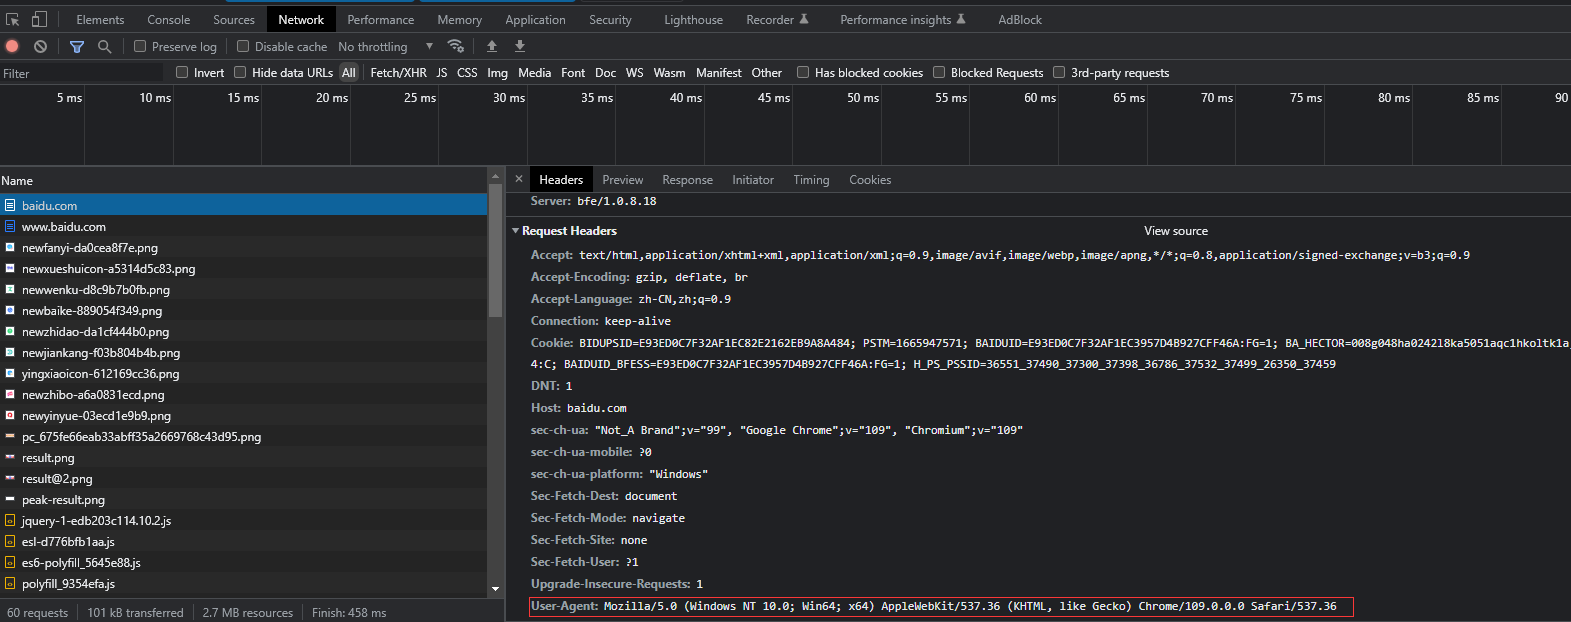 Elements Console Sources Network Performance Memory Application Security Lighthouse Recorder Performance insights AdBlock
Preserve log Disable cache No throttling
Filter Invert Hide data URLs All Fetch/XHR JS CSS Img Media Font Doc WS Wasm Manifest Other Has blocked cookies Blocked Requests 3rd-party requests
5 ms 10 ms 15 ms 20 ms 25 ms 30 ms 35 ms 40 ms 45 ms 50 ms 55 ms 60 ms 65 ms 70 ms 75 ms 80 ms 85 ms 90
Name
baidu.com
www.baidu.com
newfanyi-da0cea8f7e.png
newxueshuicon-a5314d5c83.png
newwenku-d8c9b7b0fb.png
newbaike-889054f349.png
newzhidao-da1cf444b0.png
newjiankang-f03b804b4b.png
yingxiaoicon-612169cc36.png
newzhibo-a6a0831ecd.png
newyinyue-03ecd1e9b9.png
pc_675fe66eab33abff35a2669768c43d95.png
result.png
result@2.png
peak-result.png
jquery-1-edb203c114.10.2.js
esl-d776bfb1aa.js
es6-polyfill_5645e88.js
polyfill_9354efa.js
60 requests 101 kB transferred 2.7 MB resources Finish: 458 ms
× Headers Preview Response Initiator Timing Cookies
Server: bfe/1.0.8.18
Request Headers View source
Accept: text/html,application/xhtml+xml,application/xml;q=0.9,image/avif,image/webp,image/apng,*/*;q=0.8,application/signed-exchange;v=b3;q=0.9
Accept-Encoding: gzip, deflate, br
Accept-Language: zh-CN,zh;q=0.9
Connection: keep-alive
Cookie: BIDUPSID=E93ED0C7F32AF1EC82E2162EB9A8A484; PSTM=1665947571; BAIDUID=E93ED0C7F32AF1EC3957D4B927CFF46A:FG=1; BA_HECTOR=008g048ha0242l8ka5051aqc1hkoltk1a
4:C; BAIDUID_BFESS=E93ED0C7F32AF1EC3957D4B927CFF46A:FG=1; H_PS_PSSID=36551_37490_37300_37398_36786_37532_37499_26350_37459
DNT: 1
Host: baidu.com
sec-ch-ua: "Not_A Brand";v="99", "Google Chrome";v="109", "Chromium";v="109"
sec-ch-ua-mobile: ?0
sec-ch-ua-platform: "Windows"
Sec-Fetch-Dest: document
Sec-Fetch-Mode: navigate
Sec-Fetch-Site: none
Sec-Fetch-User: ?1
Upgrade-Insecure-Requests: 1
User-Agent: Mozilla/5.0 (Windows NT 10.0; Win64; x64) AppleWebKit/537.36 (KHTML, like Gecko) Chrome/109.0.0.0 Safari/537.36